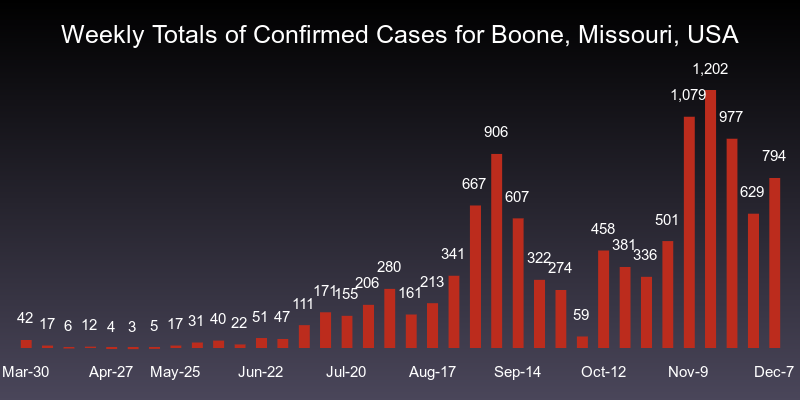 Weekly Totals of Confirmed Cases for Boone, Missouri, USA
42 17 6 12 4 3 5 17 31 40 22 51 47 111 171 155 206 280 161 213 341 667 906 607 322 274 59 458 381 336 501 1,079 1,202 977 629 794
Mar-30 Apr-27 May-25 Jun-22 Jul-20 Aug-17 Sep-14 Oct-12 Nov-9 Dec-7